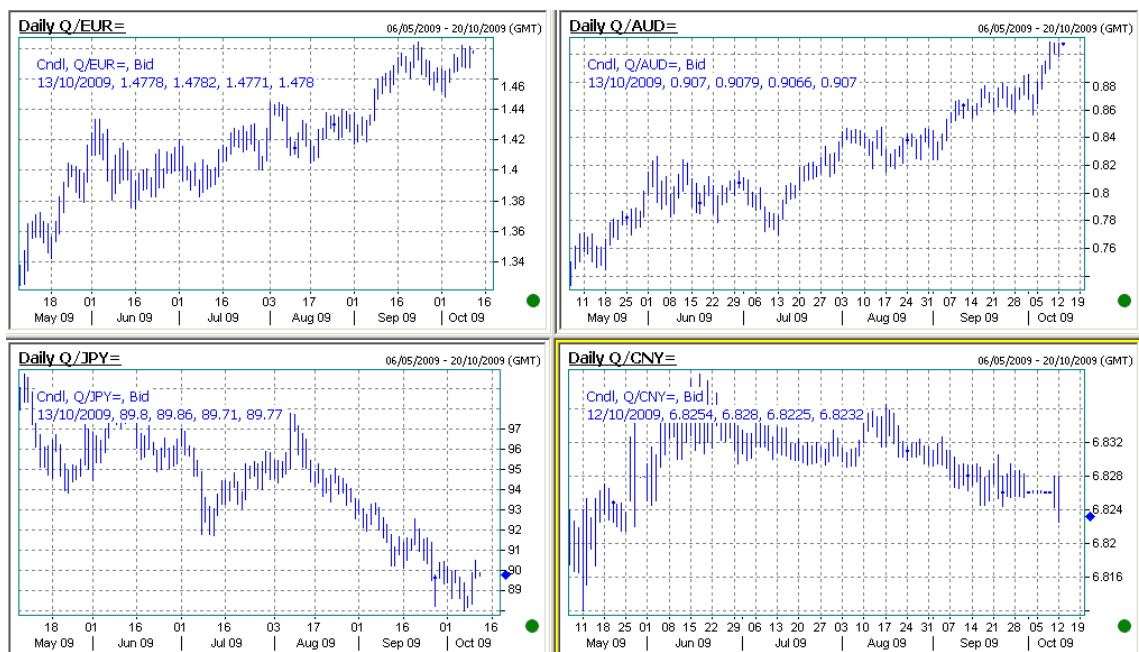 Daily Q/EUR=
06/05/2009 - 20/10/2009 (GMT)
Cndl, Q/EUR=, Bid
13/10/2009, 1.4778, 1.4782, 1.4771, 1.478
1.46
1.44
1.42
1.4
1.38
1.36
1.34
18 01 16 01 16 03 17 01 16 01 16
May 09 Jun 09 Jul 09 Aug 09 Sep 09 Oct 09
Daily Q/AUD=
06/05/2009 - 20/10/2009 (GMT)
Cndl, Q/AUD=, Bid
13/10/2009, 0.907, 0.9079, 0.9066, 0.907
0.88
0.86
0.84
0.82
0.8
0.78
0.76
11 18 25 01 08 15 22 29 06 13 20 27 03 10 17 24 31 07 14 21 28 05 12 19
May 09 Jun 09 Jul 09 Aug 09 Sep 09 Oct 09
Daily Q/JPY=
06/05/2009 - 20/10/2009 (GMT)
Cndl, Q/JPY=, Bid
13/10/2009, 89.8, 89.86, 89.71, 89.77
97
95
94
93
91
90
89
18 01 16 01 16 03 17 01 16 01 16
May 09 Jun 09 Jul 09 Aug 09 Sep 09 Oct 09
Daily Q/CNY=
06/05/2009 - 20/10/2009 (GMT)
Cndl, Q/CNY=, Bid
12/10/2009, 6.8254, 6.828, 6.8225, 6.8232
6.832
6.828
6.824
6.82
6.816
11 18 25 01 08 15 22 29 06 13 20 27 03 10 17 24 31 07 14 21 28 05 12 19
May 09 Jun 09 Jul 09 Aug 09 Sep 09 Oct 09